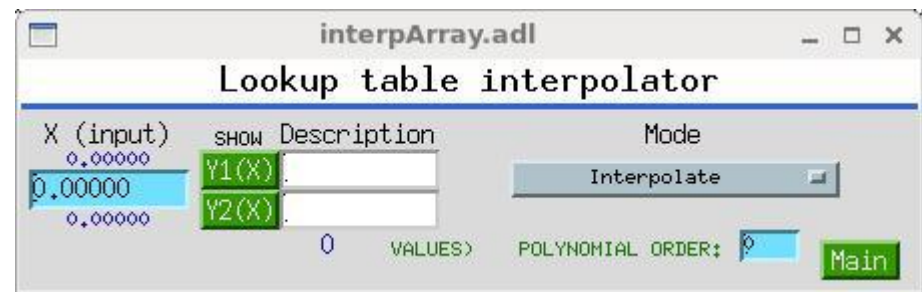 interpArray.adl
Lookup table interpolator
X (input) SHOW Description Mode
0.00000
0.00000 Y1(X) Interpolate
0.00000 Y2(X)
0 VALUES) POLYNOMIAL ORDER: Main